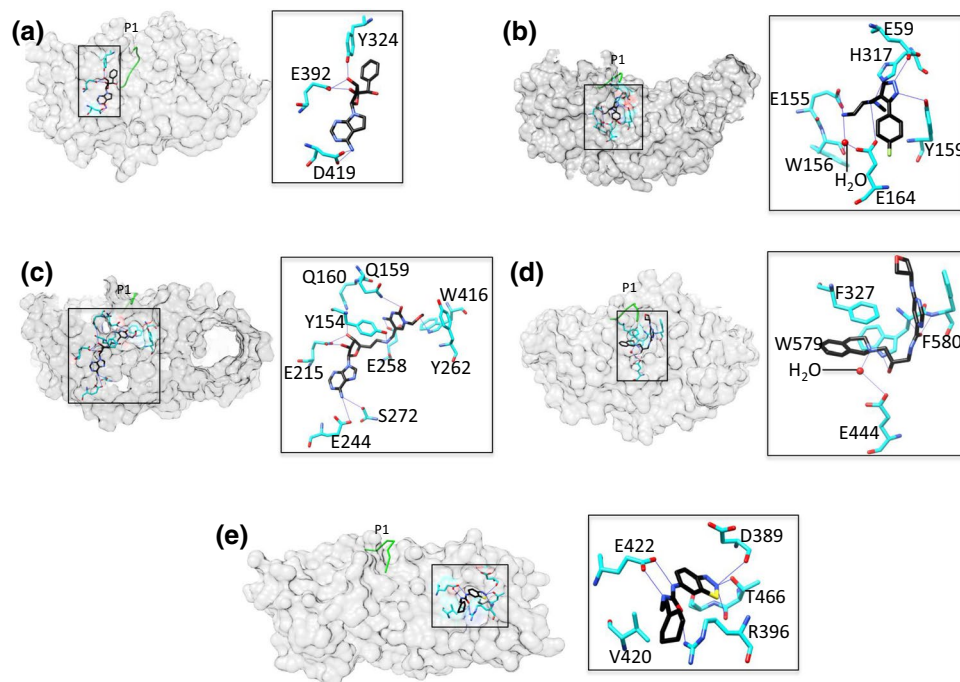 (a)
P1
Y324
E392
D419
(b)
P1
E59
H317
E155
W156
H₂O
E164
Y159
(c)
P1
Q160
Q159
Y154
W416
E215
E258
Y262
S272
E244
(d)
P1
F327
W579
F580
H₂O
E444
(e)
P1
E422
D389
T466
V420
R396